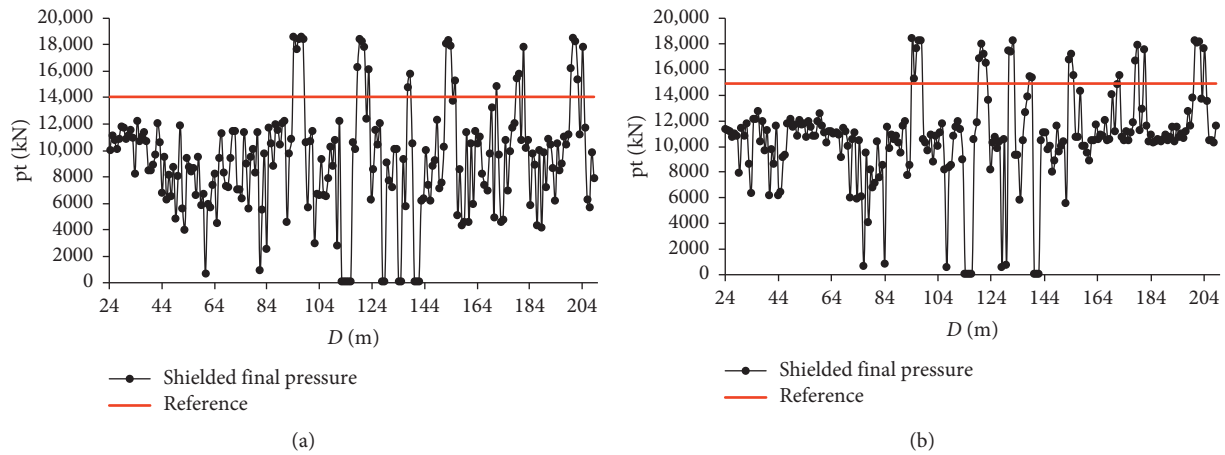 20,000
18,000
16,000
14,000
12,000
10,000
8000
6000
4000
2000
0
pt (kN)
24 44 64 84 104 124 144 164 184 204
D (m)
Shielded final pressure
Reference
(a)
20,000
18,000
16,000
14,000
12,000
10,000
8000
6000
4000
2000
0
pt (kN)
24 44 64 84 104 124 144 164 184 204
D (m)
Shielded final pressure
Reference
(b)